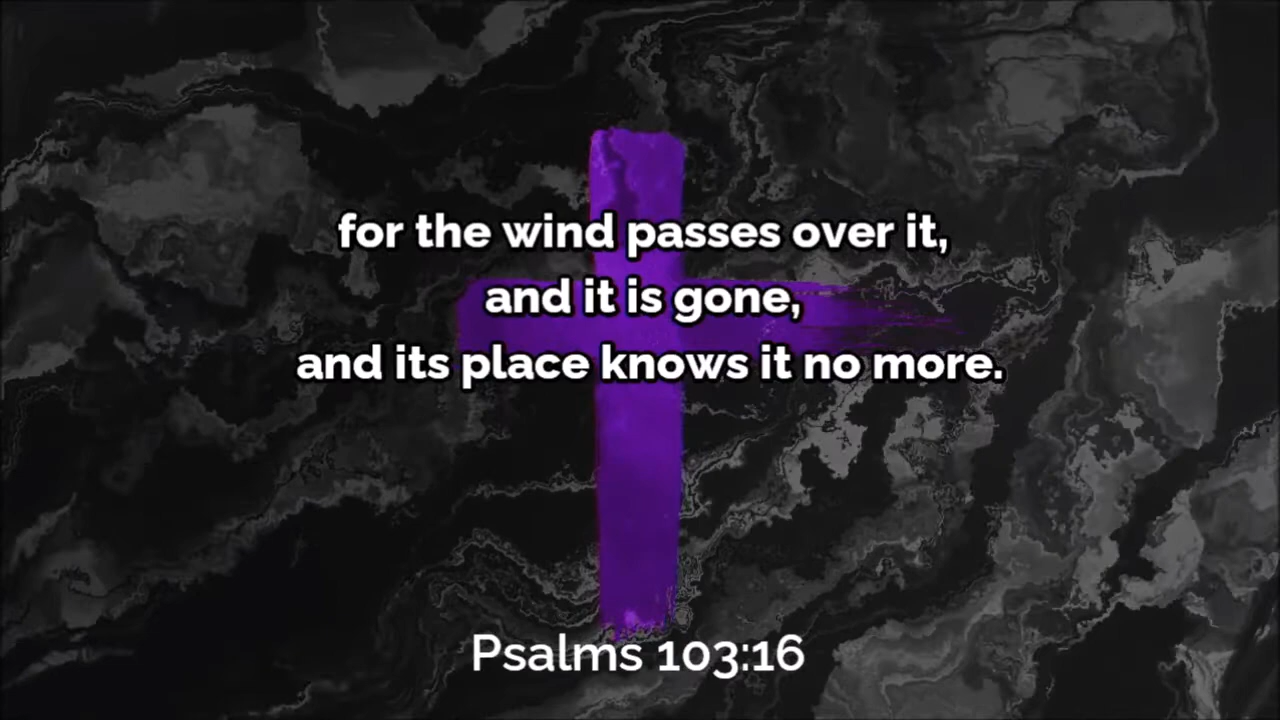 for the wind passes over it,
and it is gone,
and its place knows it no more.
Psalms 103:16